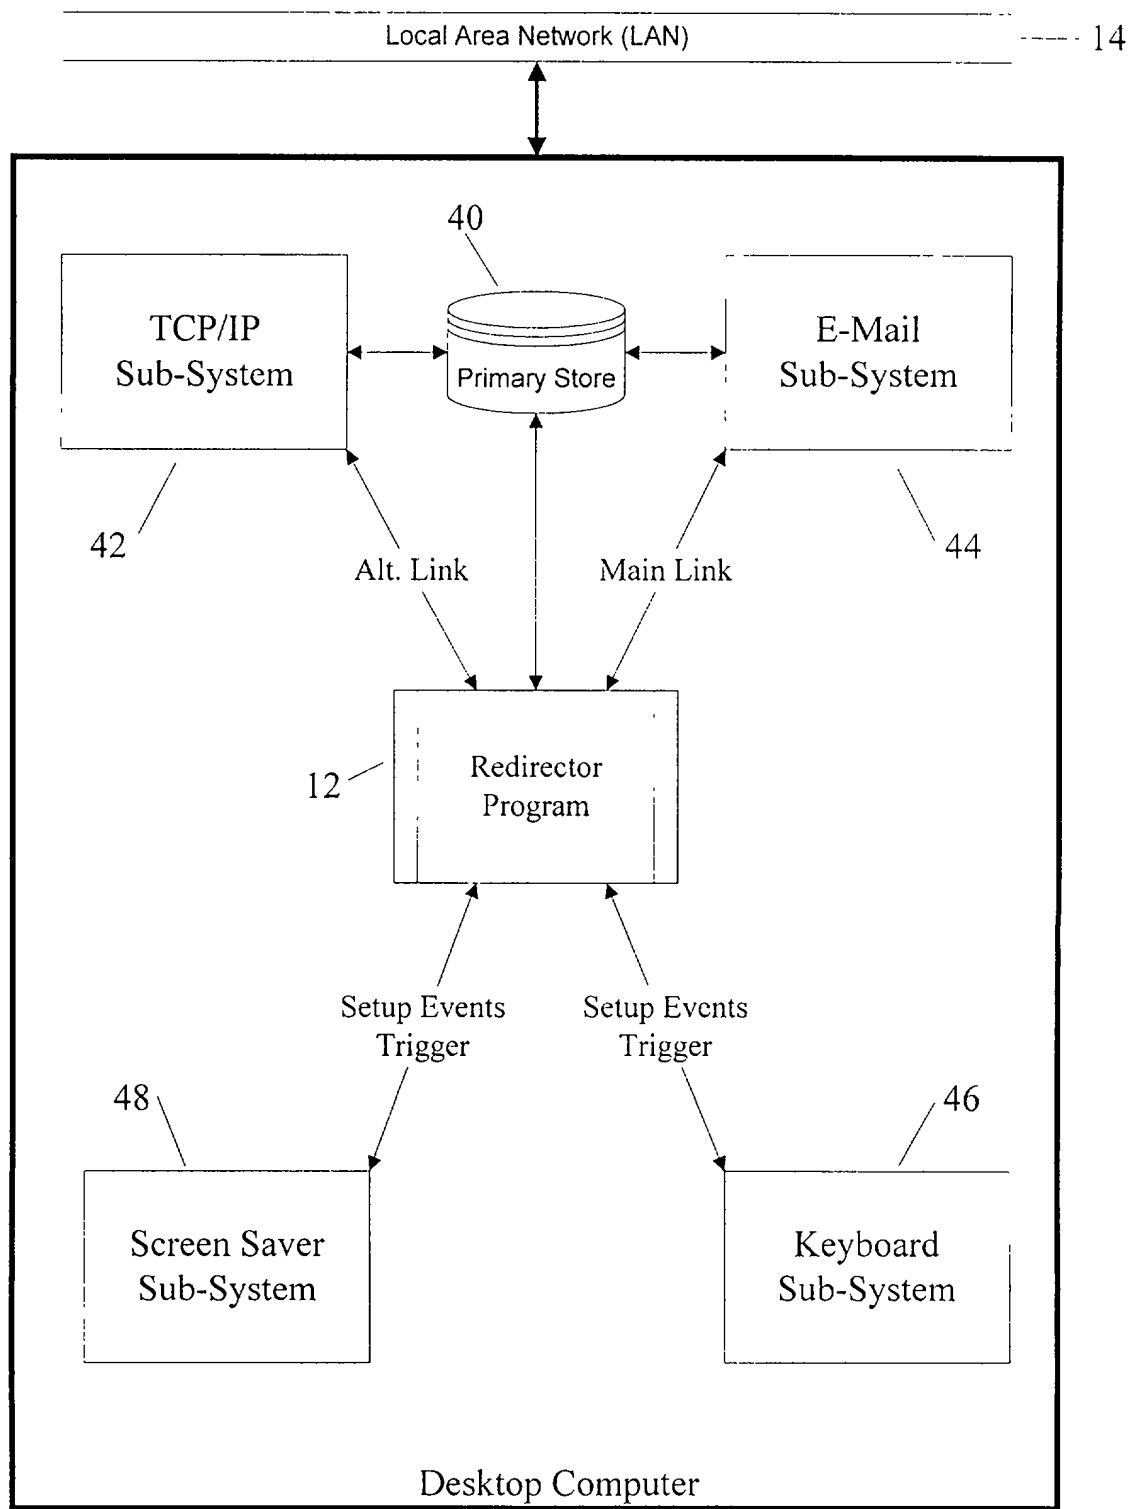 Local Area Network (LAN)
14
40
TCP/IP
Sub-System
Primary Store
E-Mail
Sub-System
42
44
Alt. Link
Main Link
12
Redirector
Program
Setup Events
Trigger
Setup Events
Trigger
48
46
Screen Saver
Sub-System
Keyboard
Sub-System
Desktop Computer